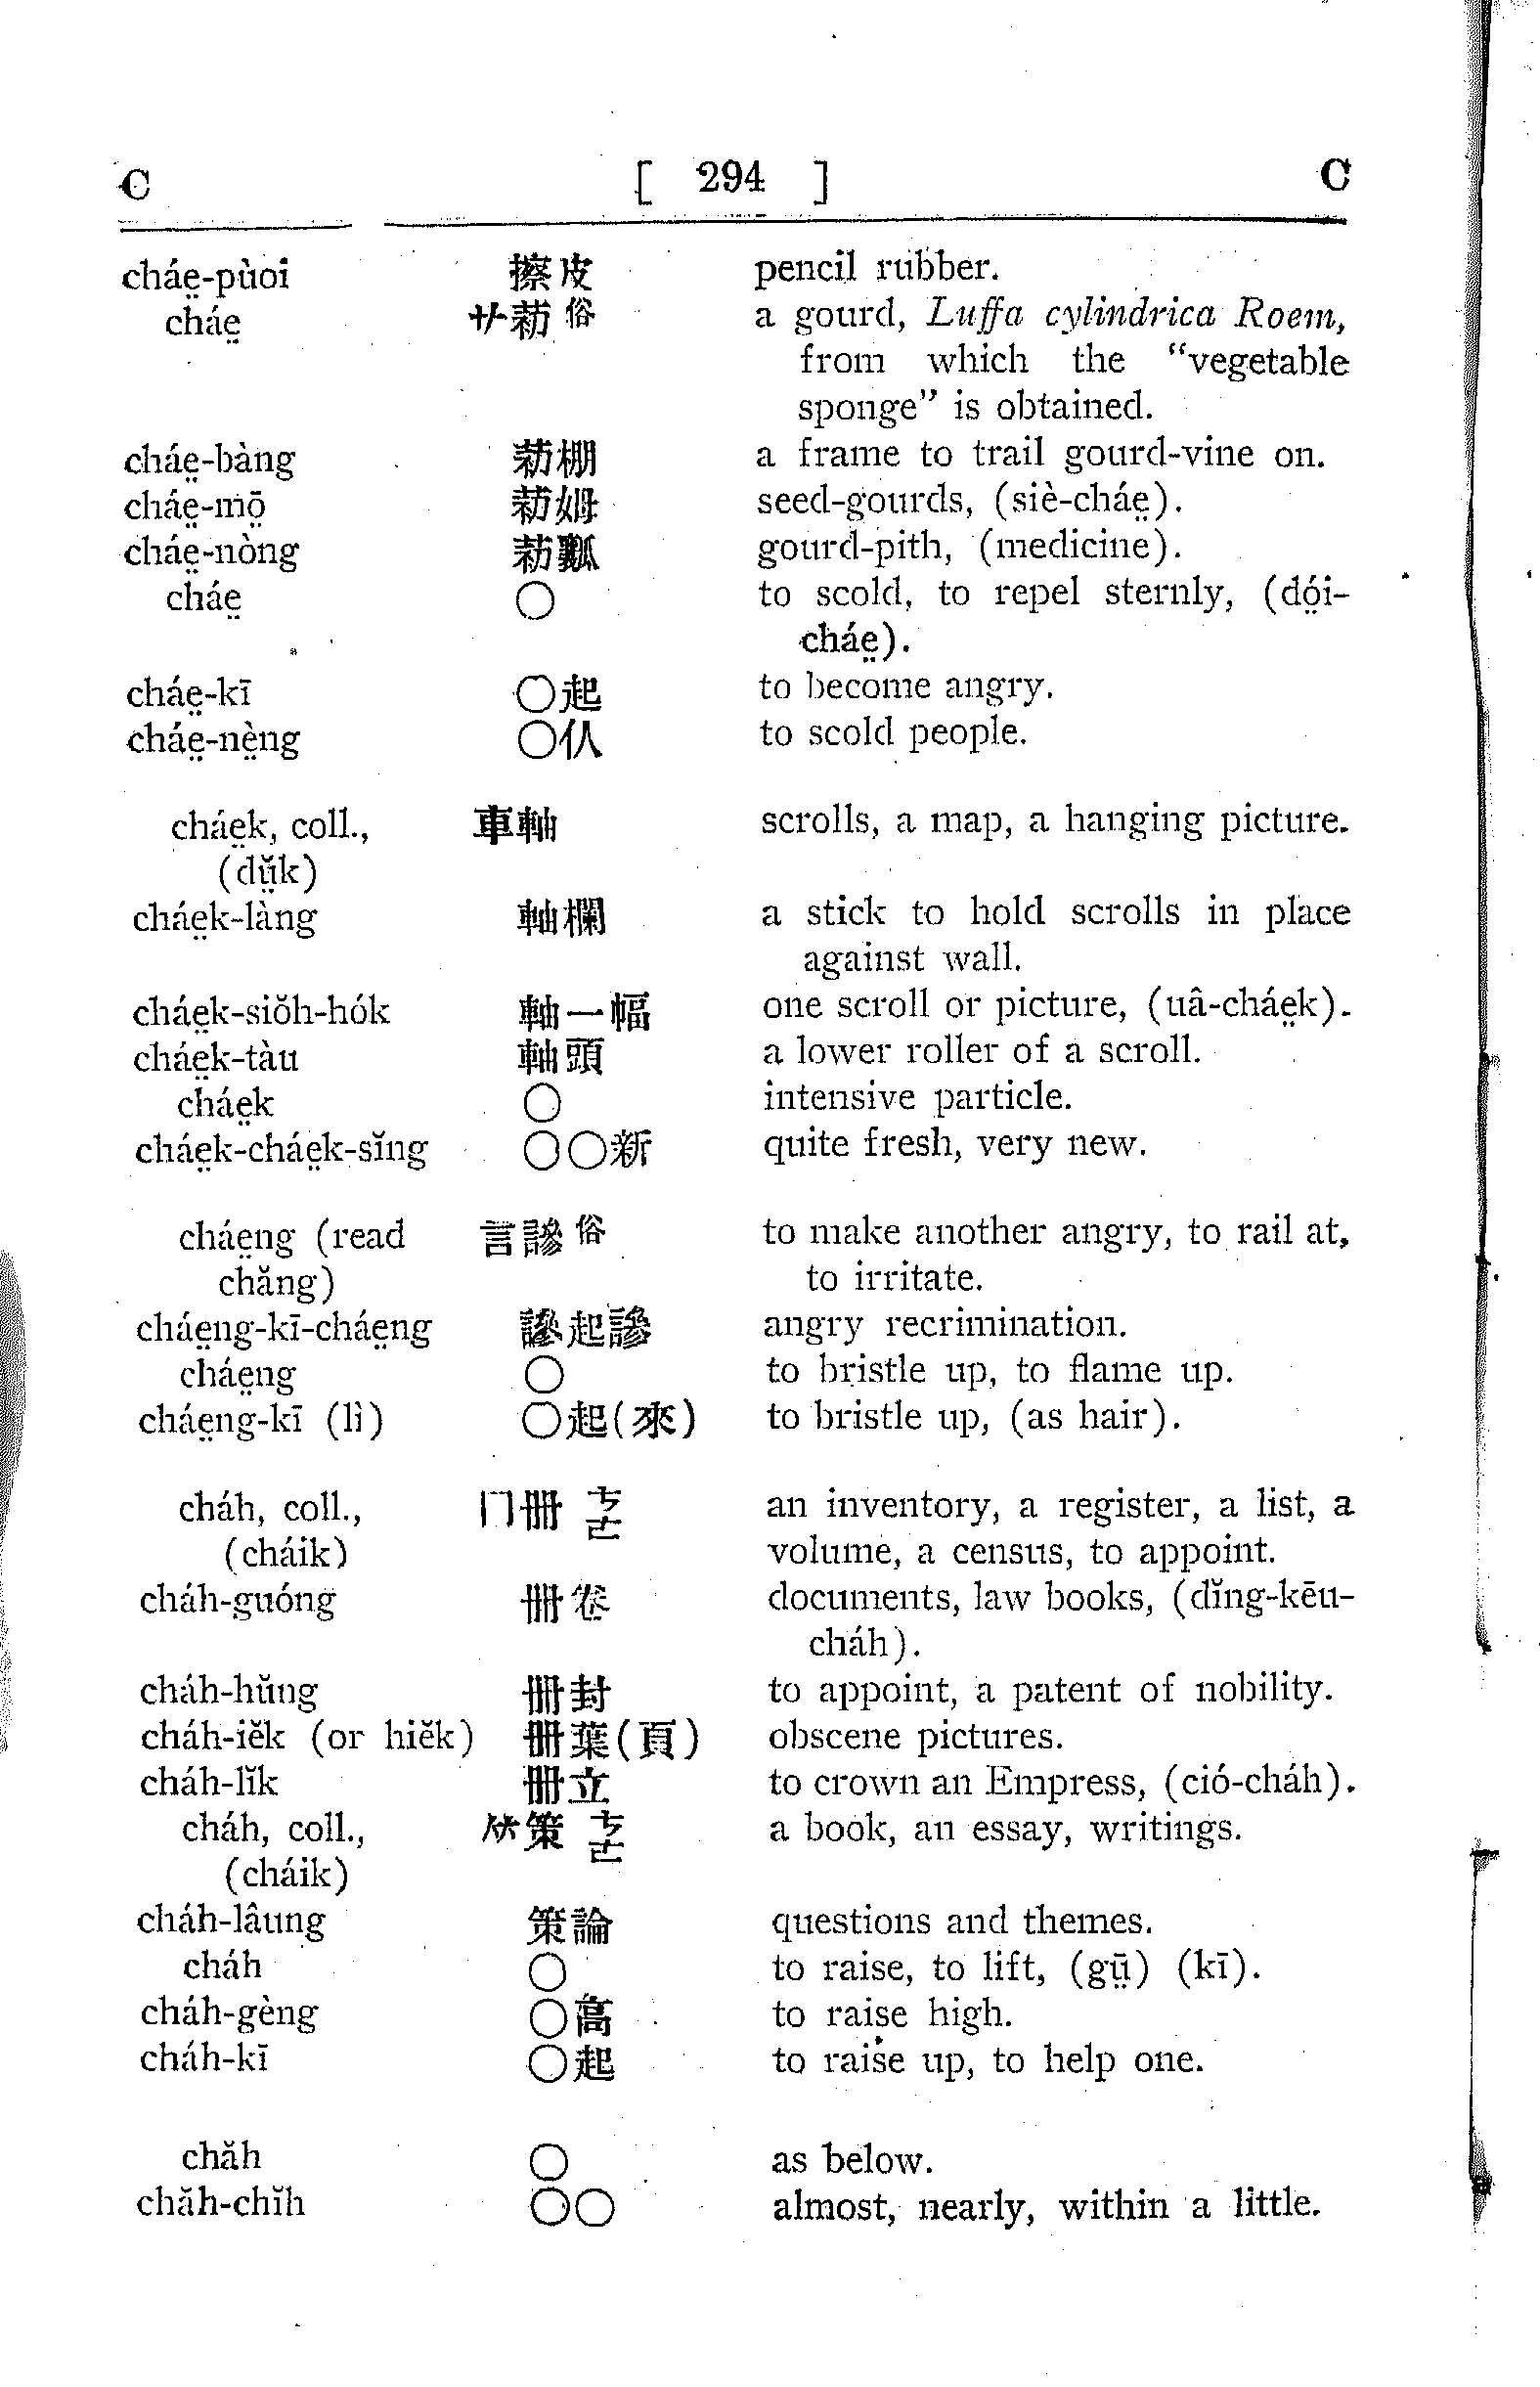 C [ 294 ] C
cháe̤-pùoi 擦皮 pencil rubber.
cháe̤ 艹莇 俗 a gourd, Luffa cylindrica Roem,
from which the “vegetable
sponge” is obtained.
cháe̤-bàng 莇棚 a frame to trail gourd-vine on.
cháe̤-mō̤ 莇姆 seed-gourds, (siè-cháe̤).
cháe̤-nòng 莇瓤 gourd-pith, (medicine).
cháe̤ ○ to scold, to repel sternly, (dó̤i-
cháe̤).
cháe̤-kī ○起 to become angry.
cháe̤-nè̤ng ○仈 to scold people.
cháe̤k, coll., 車軸 scrolls, a map, a hanging picture.
(dṳ̆k)
cháe̤k-làng 軸欄 a stick to hold scrolls in place
against wall.
cháe̤k-siŏh-hók 軸一幅 one scroll or picture, (uâ-cháe̤k).
cháe̤k-tàu 軸頭 a lower roller of a scroll.
cháe̤k ○ intensive particle.
cháe̤k-cháe̤k-sĭng ○○新 quite fresh, very new.
cháe̤ng (read 言謲 俗 to make another angry, to rail at,
chăng) to irritate.
cháe̤ng-kī-cháe̤ng 謲起謲 angry recrimination.
cháe̤ng ○ to bristle up, to flame up.
cháe̤ng-kī (lì) ○起(來) to bristle up, (as hair).
cháh, coll., 冂冊 ㄘㄜ an inventory, a register, a list, a
(cháik) volume, a census, to appoint.
cháh-guóng 冊卷 documents, law books, (dĭng-kēu-
cháh).
cháh-hŭng 冊封 to appoint, a patent of nobility.
cháh-iĕk (or hiĕk) 冊葉(頁) obscene pictures.
cháh-lĭk 冊立 to crown an Empress, (ció-cháh).
cháh, coll., 策 ㄘㄜ a book, an essay, writings.
(cháik)
cháh-lâung 策論 questions and themes.
cháh ○ to raise, to lift, (gṳ̄) (kī).
cháh-gèng ○高 to raise high.
cháh-kī ○起 to raise up, to help one.
chăh ○ as below.
chăh-chĭh ○○ almost, nearly, within a little.